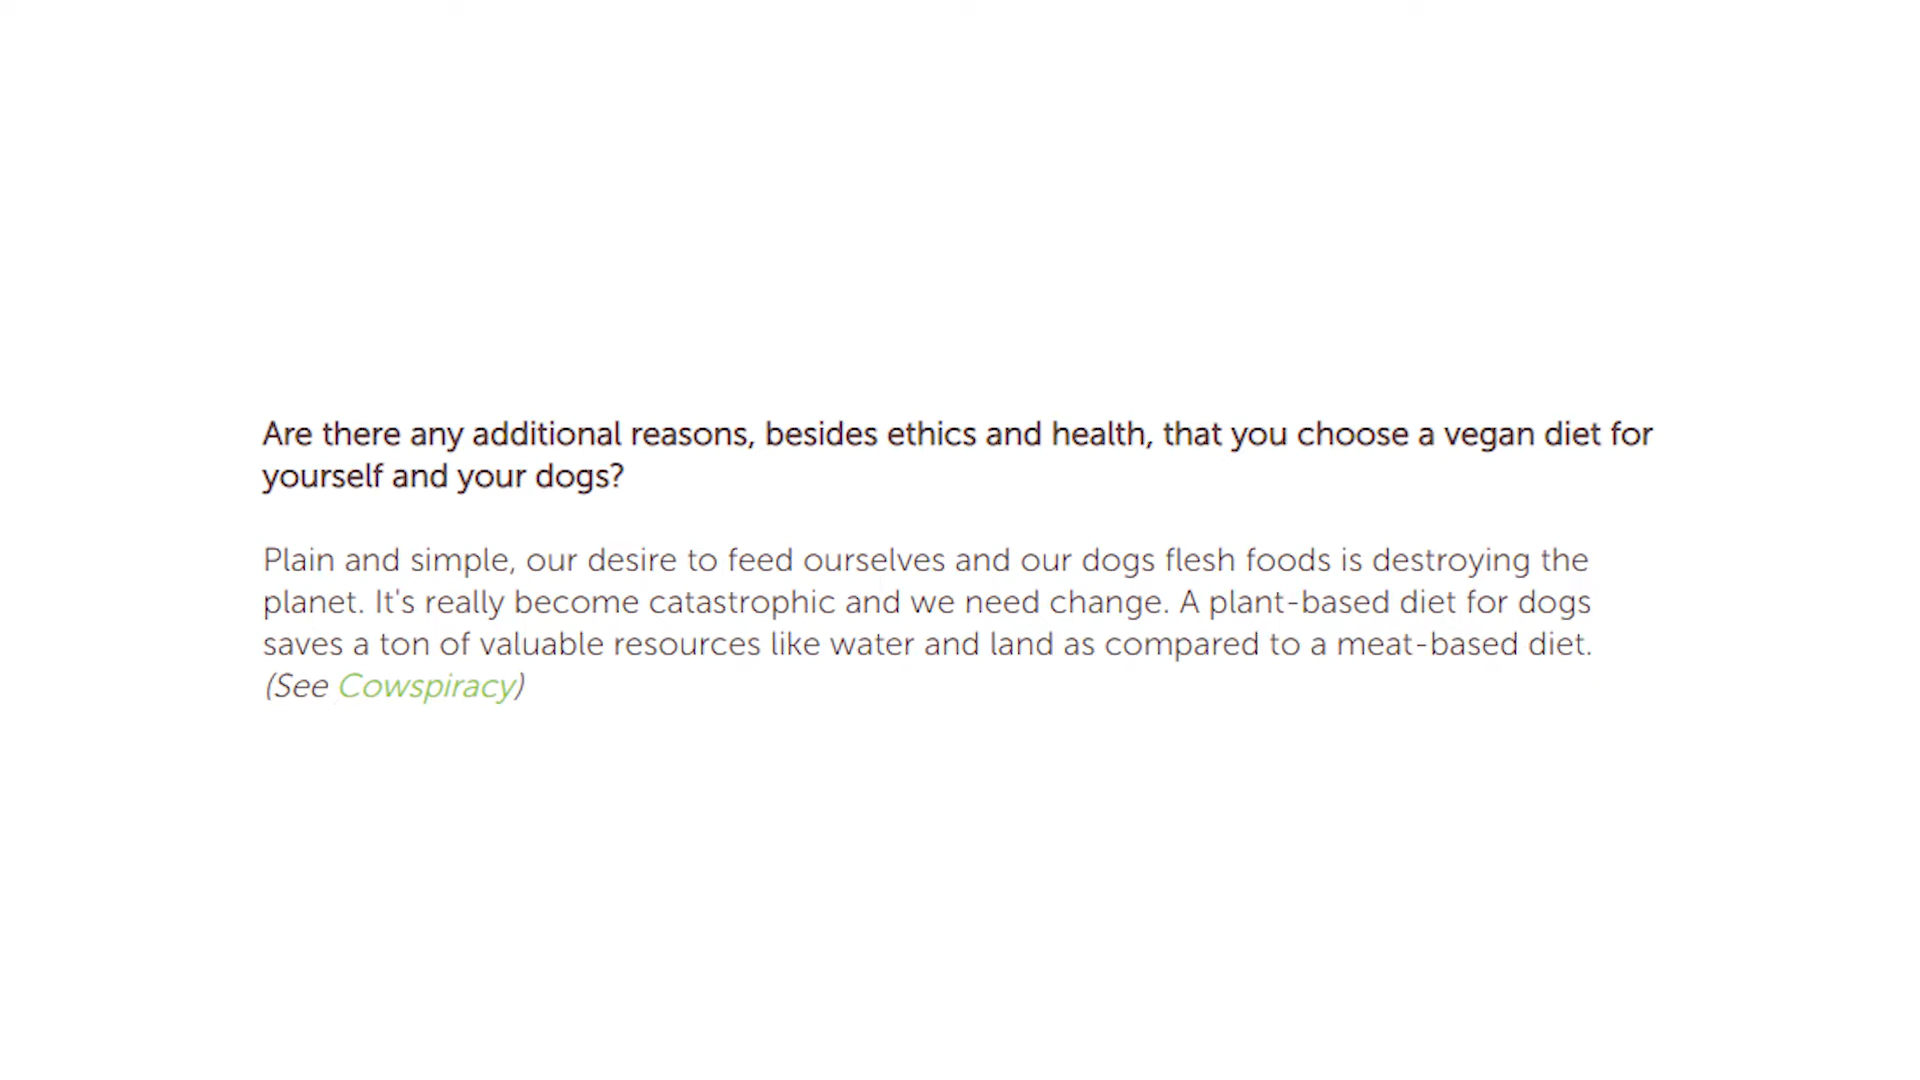 Are there any additional reasons, besides ethics and health, that you choose a vegan diet for
yourself and your dogs?
Plain and simple, our desire to feed ourselves and our dogs flesh foods is destroying the
planet. It's really become catastrophic and we need change. A plant-based diet for dogs
saves a ton of valuable resources like water and land as compared to a meat-based diet.
(See Cowspiracy)